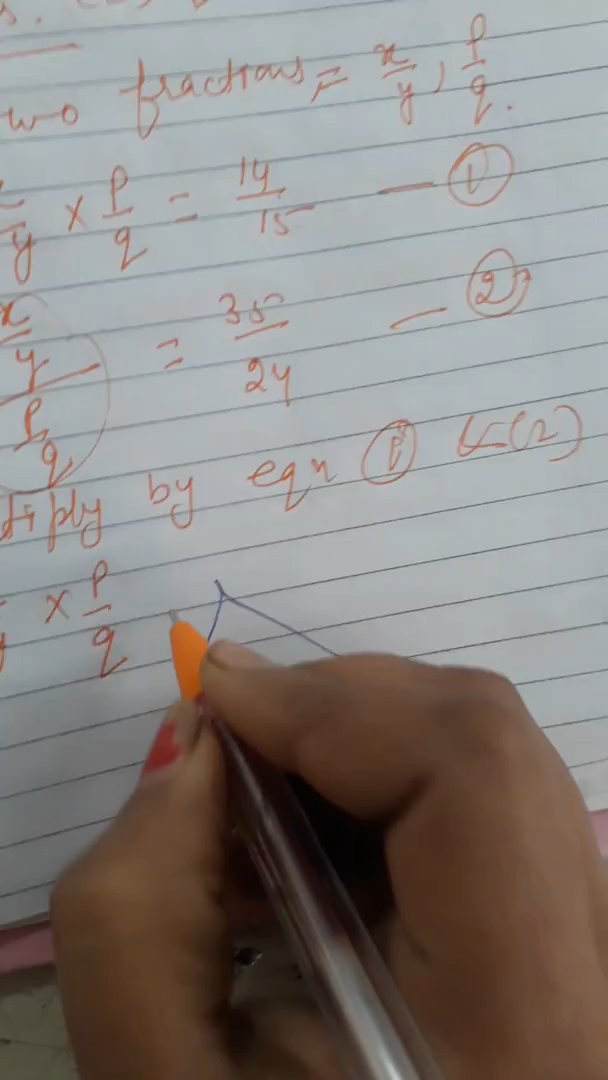 two fractions = x/y, p/q.
x/y × p/q = 14/15 — (1)
x/y / p/q = 35/24 — (2)
by eqn (1) & (2)
× p/q